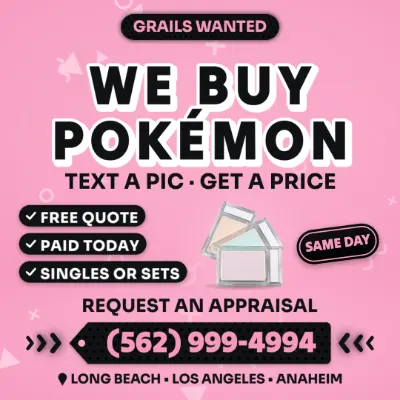 GRAILS WANTED
WE BUY
POKÉMON
TEXT A PIC · GET A PRICE
FREE QUOTE
PAID TODAY
SINGLES OR SETS
SAME DAY
REQUEST AN APPRAISAL
(562) 999-4994
LONG BEACH • LOS ANGELES • ANAHEIM